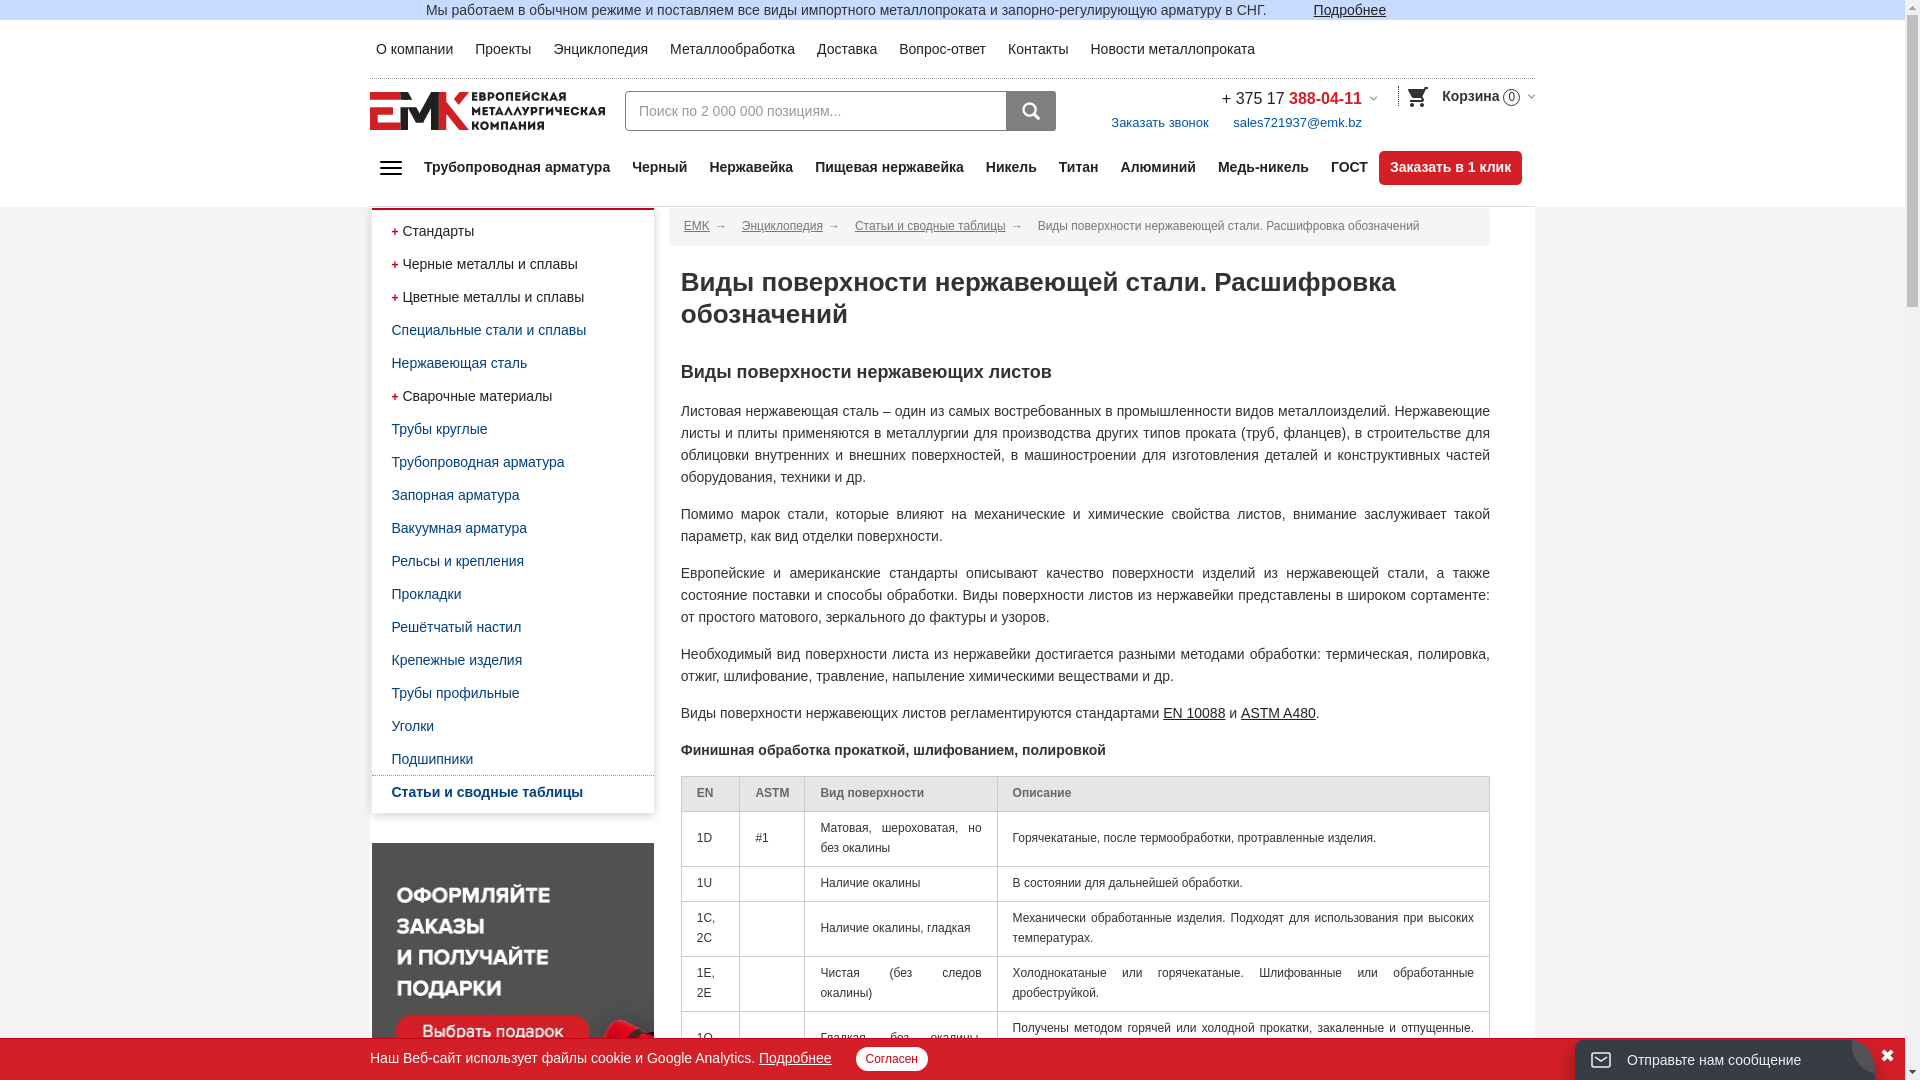 Мы работаем в обычном режиме и поставляем все виды импортного металлопроката и запорно-регулирующую арматуру в СНГ. Подробнее
О компании Проекты Энциклопедия Металлообработка Доставка Вопрос-ответ Контакты Новости металлопроката
ЕМК ЕВРОПЕЙСКАЯ
МЕТАЛЛУРГИЧЕСКАЯ
КОМПАНИЯ
Поиск по 2 000 000 позициям...
+ 375 17 388-04-11
Заказать звонок sales721937@emk.bz
Корзина 0
Трубопроводная арматура Черный Нержавейка Пищевая нержавейка Никель Титан Алюминий Медь-никель ГОСТ Заказать в 1 клик
+ Стандарты
+ Черные металлы и сплавы
+ Цветные металлы и сплавы
Специальные стали и сплавы
Нержавеющая сталь
+ Сварочные материалы
Трубы круглые
Трубопроводная арматура
Запорная арматура
Вакуумная арматура
Рельсы и крепления
Прокладки
Решётчатый настил
Крепежные изделия
Трубы профильные
Уголки
Подшипники
Статьи и сводные таблицы
ОФОРМЛЯЙТЕ
ЗАКАЗЫ
И ПОЛУЧАЙТЕ
ПОДАРКИ
Выбрать подарок
ЕМК → Энциклопедия → Статьи и сводные таблицы → Виды поверхности нержавеющей стали. Расшифровка обозначений
Виды поверхности нержавеющей стали. Расшифровка
обозначений
Виды поверхности нержавеющих листов
Листовая нержавеющая сталь – один из самых востребованных в промышленности видов металлоизделий. Нержавеющие
листы и плиты применяются в металлургии для производства других типов проката (труб, фланцев), в строительстве для
облицовки внутренних и внешних поверхностей, в машиностроении для изготовления деталей и конструктивных частей
оборудования, техники и др.
Помимо марок стали, которые влияют на механические и химические свойства листов, внимание заслуживает такой
параметр, как вид отделки поверхности.
Европейские и американские стандарты описывают качество поверхности изделий из нержавеющей стали, а также
состояние поставки и способы обработки. Виды поверхности листов из нержавейки представлены в широком сортаменте:
от простого матового, зеркального до фактуры и узоров.
Необходимый вид поверхности листа из нержавейки достигается разными методами обработки: термическая, полировка,
отжиг, шлифование, травление, напыление химическими веществами и др.
Виды поверхности нержавеющих листов регламентируются стандартами EN 10088 и ASTM A480.
Финишная обработка прокаткой, шлифованием, полировкой
EN ASTM Вид поверхности Описание
1D #1 Матовая, шероховатая, но
без окалины Горячекатаные, после термообработки, протравленные изделия.
1U Наличие окалины В состоянии для дальнейшей обработки.
1C,
2C Наличие окалины, гладкая Механически обработанные изделия. Подходят для использования при высоких
температурах.
1E,
2E Чистая (без следов
окалины) Холоднокатаные или горячекатаные. Шлифованные или обработанные
дробеструйкой.
Получены методом горячей или холодной прокатки, закаленные и отпущенные.
Наш Веб-сайт использует файлы cookie и Google Analytics. Подробнее Согласен
Отправьте нам сообщение